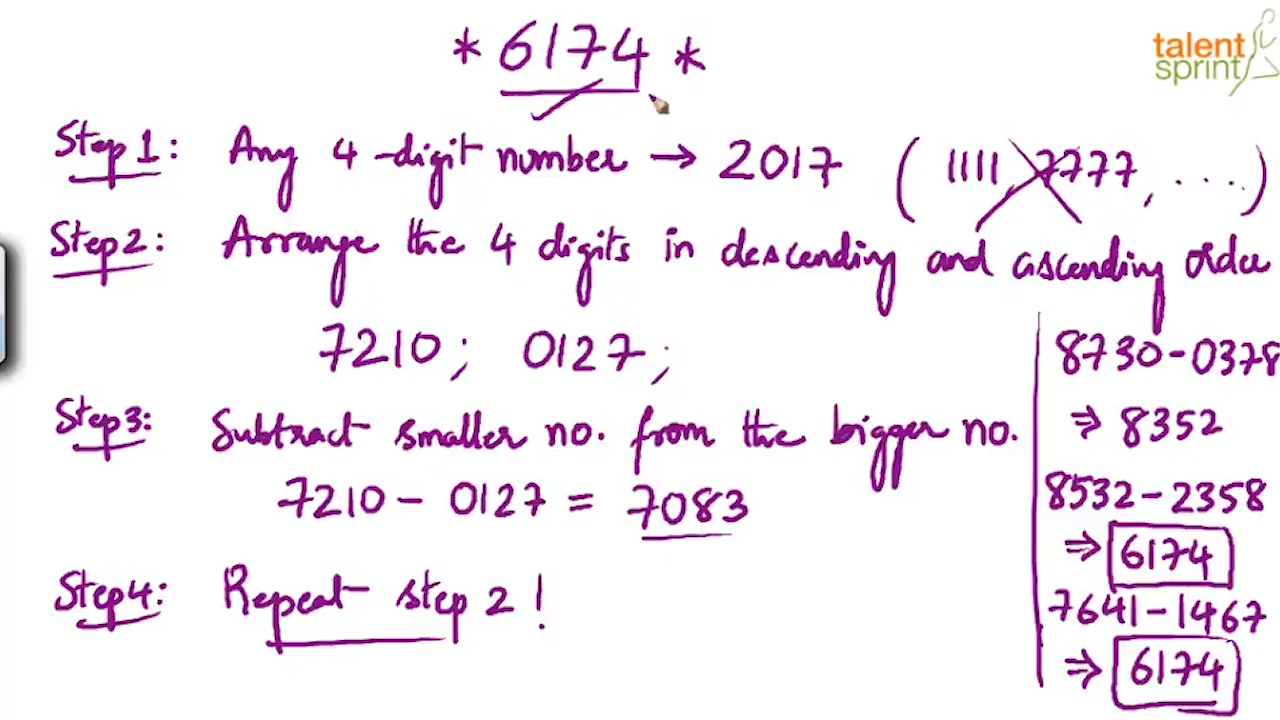 * 6174 *
talent
sprint
Step 1: Any 4-digit number → 2017 (1111, 7777, ....)
Step 2: Arrange the 4 digits in descending and ascending order
7210; 0127;
Step 3: Subtract smaller no. from the bigger no.
7210 - 0127 = 7083
Step 4: Repeat step 2!
8730 - 0378
⇒ 8352
8532 - 2358
⇒ 6174
7641 - 1467
⇒ 6174